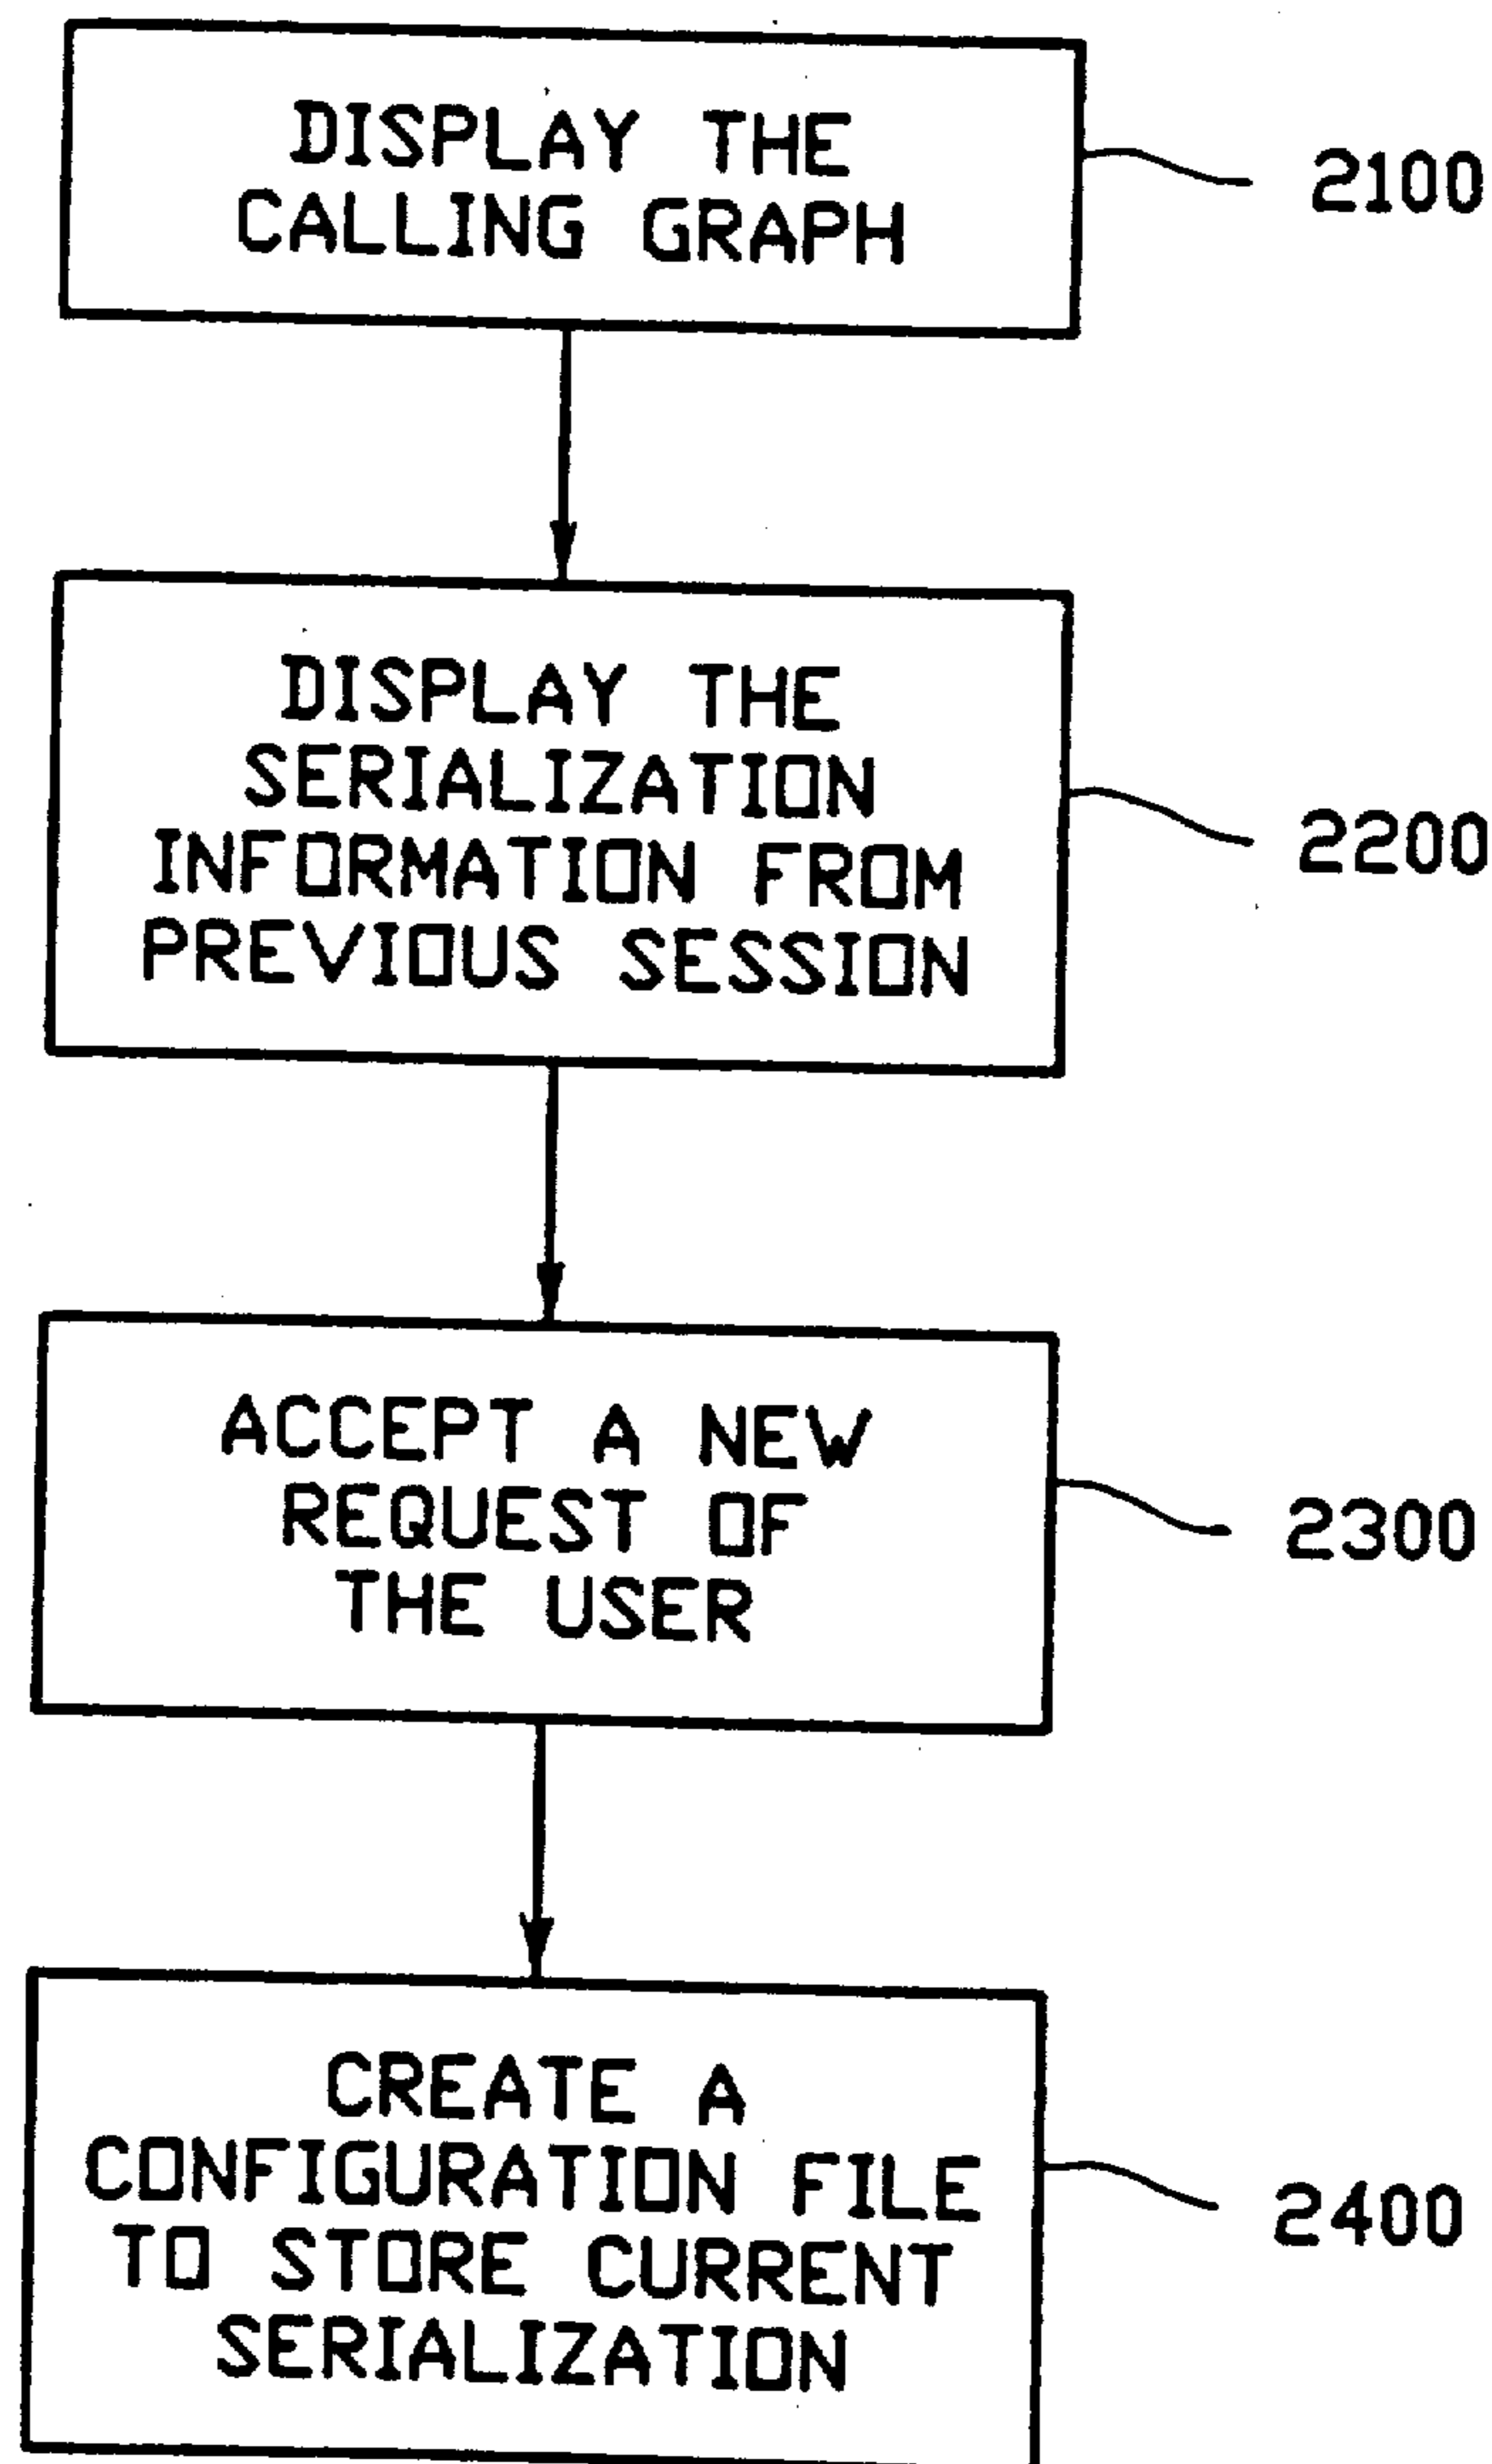 DISPLAY THE
CALLING GRAPH
2100
DISPLAY THE
SERIALIZATION
INFORMATION FROM
PREVIOUS SESSION
2200
ACCEPT A NEW
REQUEST OF
THE USER
2300
CREATE A
CONFIGURATION FILE
TO STORE CURRENT
SERIALIZATION
2400